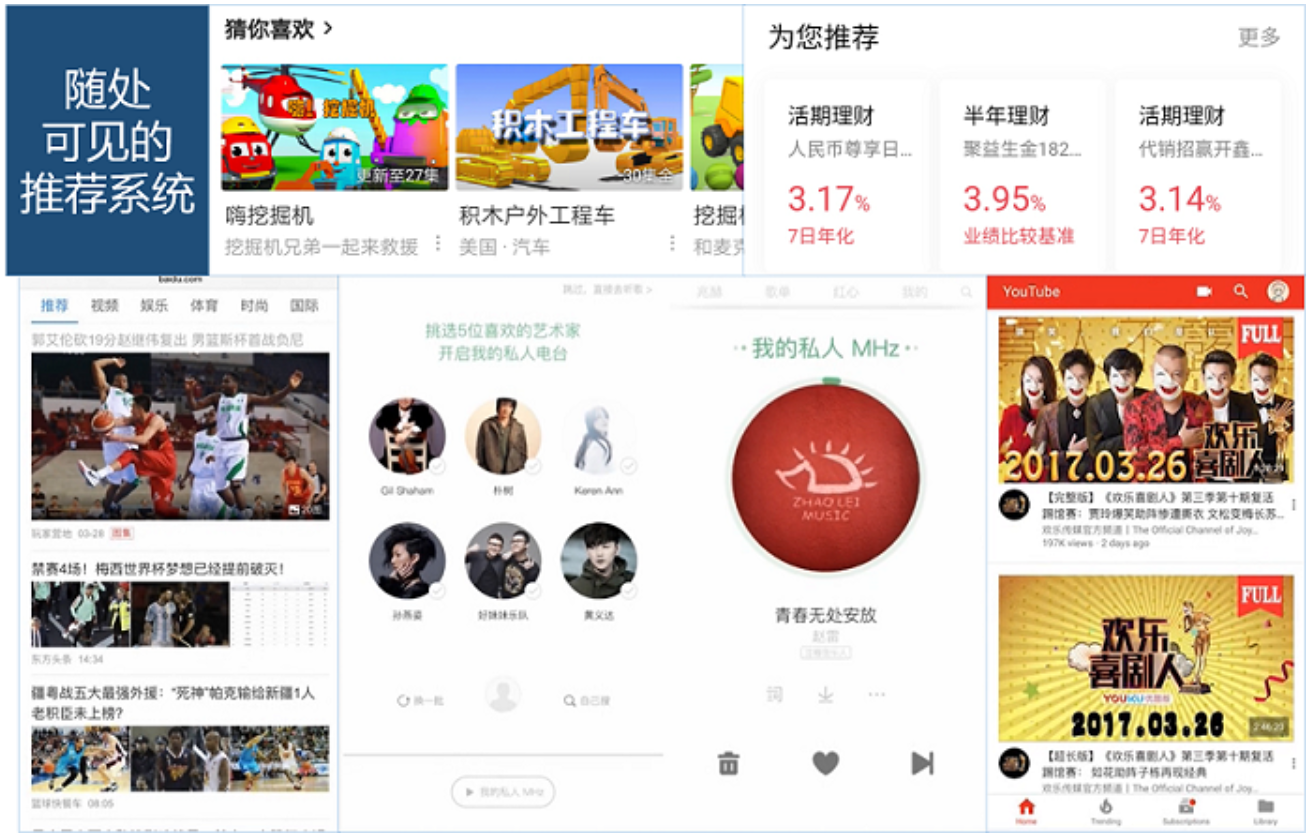 随处
可见的
推荐系统
猜你喜欢 >
嗨!挖掘机
更新至27集
积木工程车
30集全
嗨挖掘机
挖掘机兄弟一起来救援
积木户外工程车
美国 · 汽车
挖掘机
和麦克
为您推荐
更多
活期理财
人民币尊享日...
3.17%
7日年化
半年理财
聚益生金182...
3.95%
业绩比较基准
活期理财
代销招赢开鑫...
3.14%
7日年化
baidu.com
推荐 视频 娱乐 体育 时尚 国际
郭艾伦砍19分赵继伟复出 男篮斯杯首战负尼
20图
玩家营地 03-28 图集
禁赛4场!梅西世界杯梦想已经提前破灭!
东方头条 14:34
疆粤战五大最强外援:“死神”帕克输给新疆1人
老积臣未上榜?
篮球快餐车 08:05
跳过,直接去听歌 >
挑选5位喜欢的艺术家
开启我的私人电台
Gil Shaham
朴树
Keren Ann
孙燕姿
好妹妹乐队
黄义达
换一批
自己搜
我的私人 MHz
兆赫 歌单 红心 我的
我的私人 MHz
ZHAO LEI
MUSIC
青春无处安放
赵雷
词
YouTube
FULL
欢乐
喜剧人
2017.03.26
【完整版】《欢乐喜剧人》第三季第十期复活
踢馆赛:贾玲爆笑助阵惨遭撕衣 文松变梅长苏...
欢乐传媒官方频道 | The Official Channel of Joy...
197K views · 2 days ago
FULL
欢乐
喜剧人
YOUKU优酷
2017.03.26
2:46:23
【超长版】《欢乐喜剧人》第三季第十期复活
踢馆赛:如花助阵子栋再现经典
欢乐传媒官方频道 | The Official Channel of Joy...
Home Trending Subscriptions Library